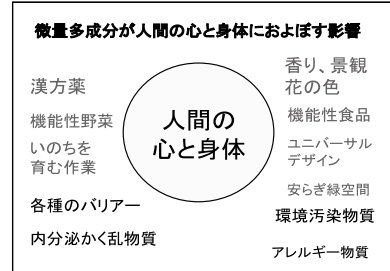 微量多成分が人間の心と身体におよぼす影響
漢方薬
機能性野菜
いのちを
育む作業
各種のバリアー
内分泌かく乱物質
人間の
心と身体
香り、景観
花の色
機能性食品
ユニバーサル
デザイン
安らぎ緑空間
環境汚染物質
アレルギー物質